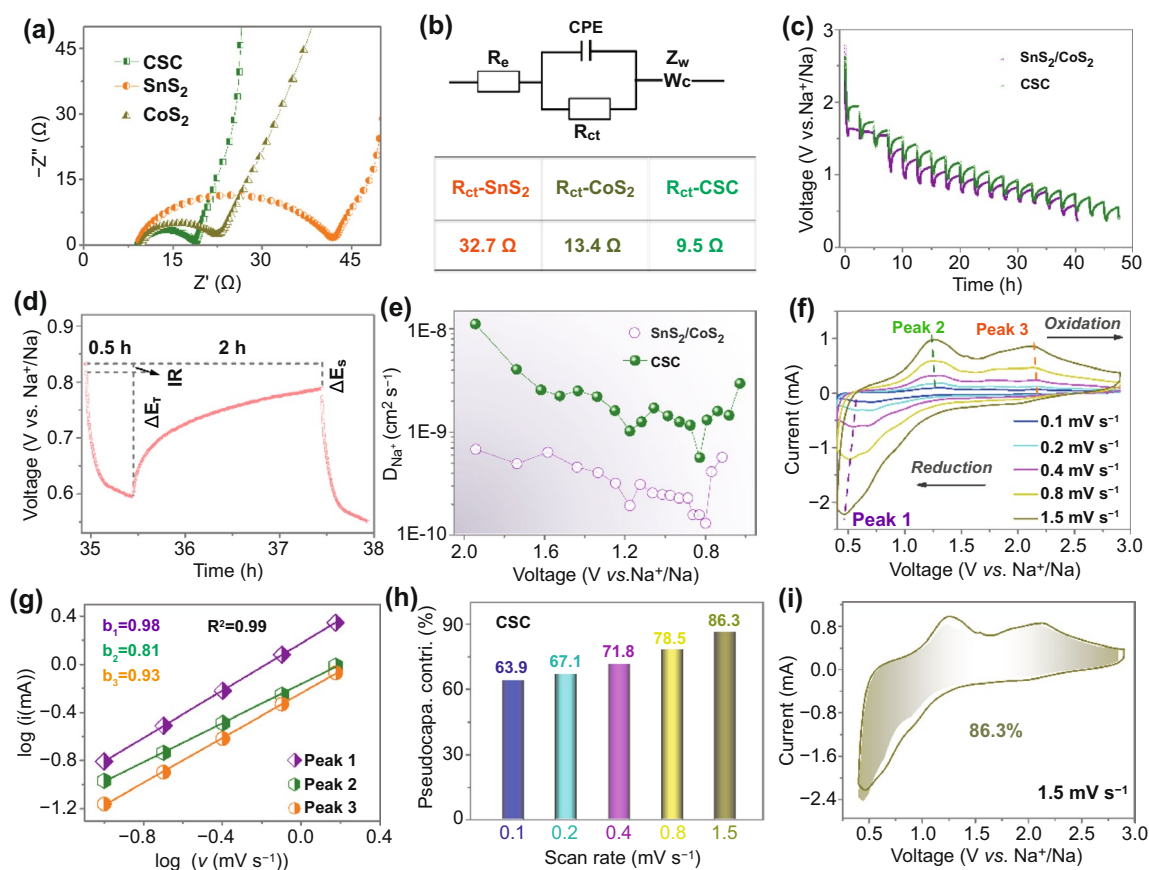 (a)
CSC
SnS₂
CoS₂
45
30
15
0
−Z'' (Ω)
0
15
30
45
Z' (Ω)
(b)
CPE
Rₑ
Z_w
W_c
R_ct
R_ct-SnS₂
R_ct-CoS₂
R_ct-CSC
32.7 Ω
13.4 Ω
9.5 Ω
(c)
SnS₂/CoS₂
CSC
3
2
1
0
Voltage (V vs.Na⁺/Na)
0
10
20
30
40
50
Time (h)
(d)
0.9
0.8
0.7
0.6
Voltage (V vs. Na⁺/Na)
0.5 h
2 h
IR
ΔE_T
ΔE_S
35
36
37
38
Time (h)
(e)
1E-8
1E-9
1E-10
D_Na⁺ (cm² s⁻¹)
SnS₂/CoS₂
CSC
2.0
1.6
1.2
0.8
Voltage (V vs.Na⁺/Na)
(f)
Peak 2
Peak 3
Oxidation
1
0
−1
−2
Current (mA)
0.1 mV s⁻¹
0.2 mV s⁻¹
0.4 mV s⁻¹
0.8 mV s⁻¹
1.5 mV s⁻¹
Reduction
Peak 1
0.5
1.0
1.5
2.0
2.5
3.0
Voltage (V vs. Na⁺/Na)
(g)
b₁=0.98
b₂=0.81
b₃=0.93
R²=0.99
0.4
0.0
−0.4
−0.8
−1.2
log (i(mA))
Peak 1
Peak 2
Peak 3
−0.8
−0.4
0.0
0.4
log (v (mV s⁻¹))
(h)
CSC
90
60
30
0
Pseudocapa. contri. (%)
63.9
67.1
71.8
78.5
86.3
0.1
0.2
0.4
0.8
1.5
Scan rate (mV s⁻¹)
(i)
0.8
0.0
−0.8
−1.6
−2.4
Current (mA)
86.3%
1.5 mV s⁻¹
0.5
1.0
1.5
2.0
2.5
3.0
Voltage (V vs. Na⁺/Na)